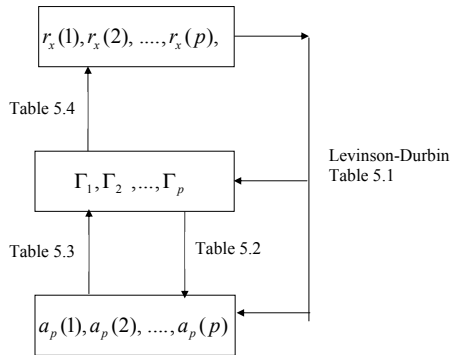 r_x(1), r_x(2), ...., r_x(p),
Table 5.4
Levinson-Durbin
Table 5.1
Γ_1, Γ_2 ,..., Γ_p
Table 5.3
Table 5.2
a_p(1), a_p(2), ...., a_p(p)